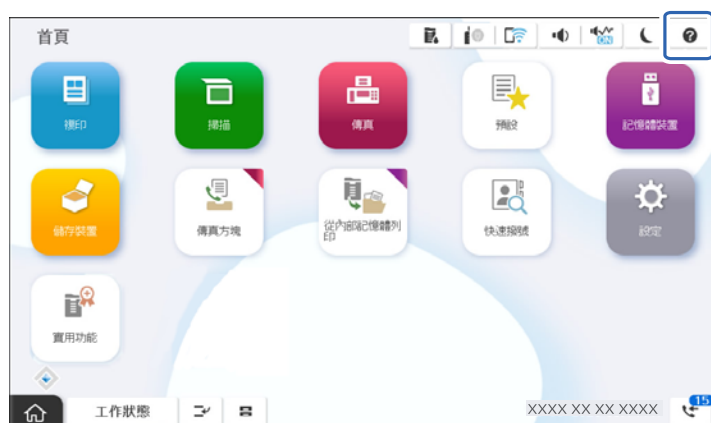 首頁
ON
?
複印
掃描
傳真
預設
記憶體裝置
儲存裝置
傳真方塊
從內部記憶體列
印
快速撥號
設定
實用功能
工作狀態
XXXX XX XX XXXX
15